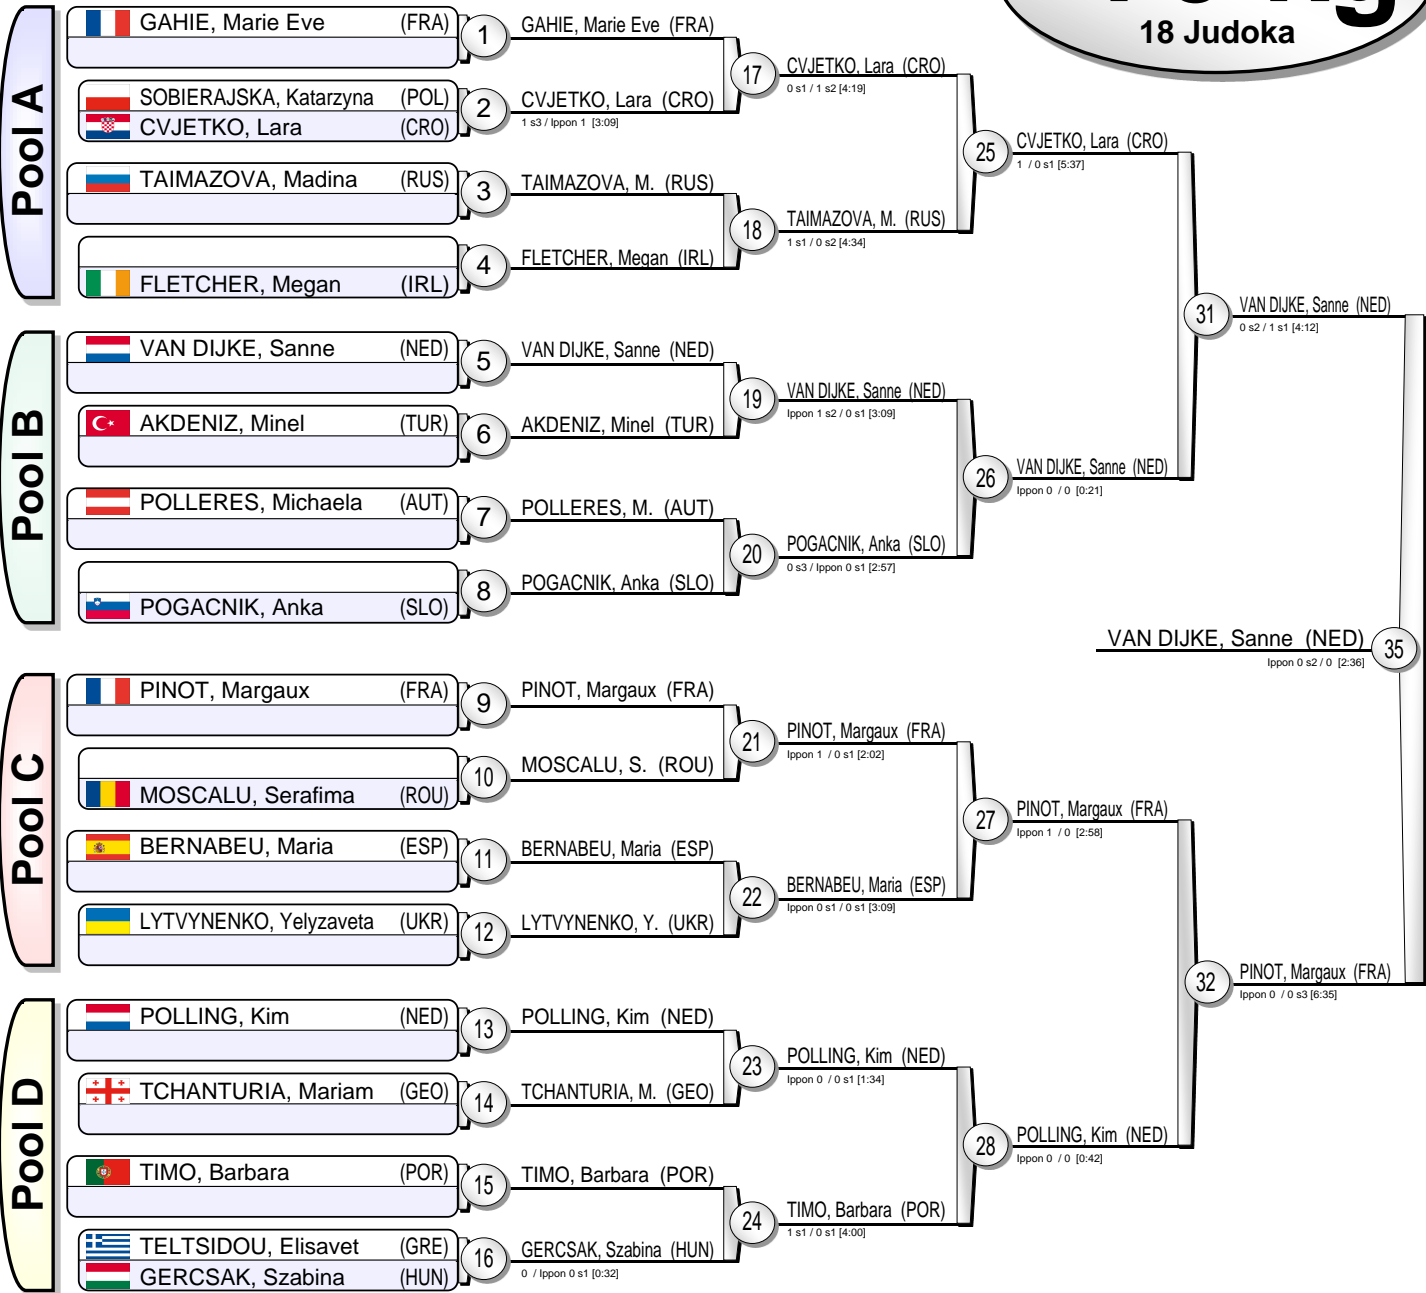 18 Judoka
Pool A
GAHIE, Marie Eve (FRA) 1 GAHIE, Marie Eve (FRA)
17 CVJETKO, Lara (CRO)
0 s1 / 1 s2 [4:19]
SOBIERAJSKA, Katarzyna (POL)
CVJETKO, Lara (CRO)
2 CVJETKO, Lara (CRO)
1 s3 / Ippon 1 [3:09]
25 CVJETKO, Lara (CRO)
1 / 0 s1 [5:37]
TAIMAZOVA, Madina (RUS) 3 TAIMAZOVA, M. (RUS)
18 TAIMAZOVA, M. (RUS)
1 s1 / 0 s2 [4:34]
FLETCHER, Megan (IRL) 4 FLETCHER, Megan (IRL)
31 VAN DIJKE, Sanne (NED)
0 s2 / 1 s1 [4:12]
Pool B
VAN DIJKE, Sanne (NED) 5 VAN DIJKE, Sanne (NED)
19 VAN DIJKE, Sanne (NED)
Ippon 1 s2 / 0 s1 [3:09]
AKDENIZ, Minel (TUR) 6 AKDENIZ, Minel (TUR)
26 VAN DIJKE, Sanne (NED)
Ippon 0 / 0 [0:21]
POLLERES, Michaela (AUT) 7 POLLERES, M. (AUT)
20 POGACNIK, Anka (SLO)
0 s3 / Ippon 0 s1 [2:57]
POGACNIK, Anka (SLO) 8 POGACNIK, Anka (SLO)
VAN DIJKE, Sanne (NED) 35
Ippon 0 s2 / 0 [2:36]
Pool C
PINOT, Margaux (FRA) 9 PINOT, Margaux (FRA)
21 PINOT, Margaux (FRA)
Ippon 1 / 0 s1 [2:02]
MOSCALU, Serafima (ROU) 10 MOSCALU, S. (ROU)
27 PINOT, Margaux (FRA)
Ippon 1 / 0 [2:58]
BERNABEU, Maria (ESP) 11 BERNABEU, Maria (ESP)
22 BERNABEU, Maria (ESP)
Ippon 0 s1 / 0 s1 [3:09]
LYTVYNENKO, Yelyzaveta (UKR) 12 LYTVYNENKO, Y. (UKR)
32 PINOT, Margaux (FRA)
Ippon 0 / 0 s3 [6:35]
Pool D
POLLING, Kim (NED) 13 POLLING, Kim (NED)
23 POLLING, Kim (NED)
Ippon 0 / 0 s1 [1:34]
TCHANTURIA, Mariam (GEO) 14 TCHANTURIA, M. (GEO)
28 POLLING, Kim (NED)
Ippon 0 / 0 [0:42]
TIMO, Barbara (POR) 15 TIMO, Barbara (POR)
24 TIMO, Barbara (POR)
1 s1 / 0 s1 [4:00]
TELTSIDOU, Elisavet (GRE)
GERCSAK, Szabina (HUN)
16 GERCSAK, Szabina (HUN)
0 / Ippon 0 s1 [0:32]